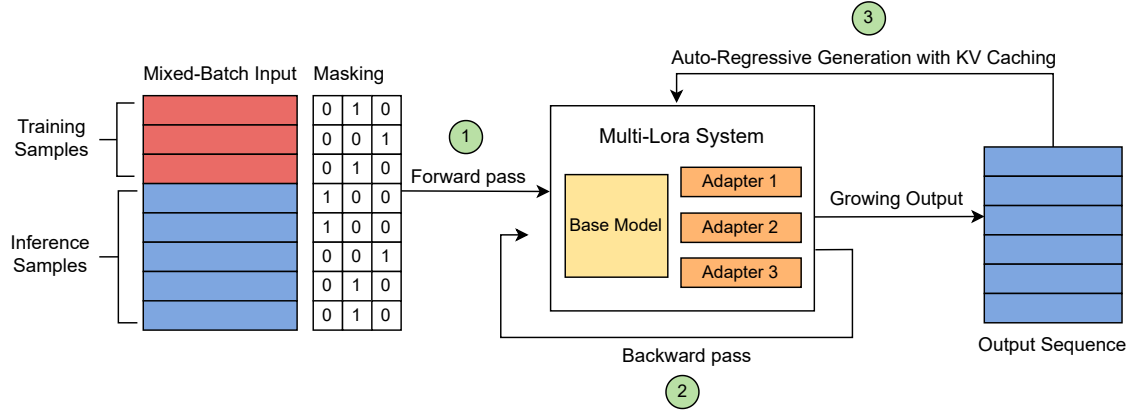 3
Auto-Regressive Generation with KV Caching
Mixed-Batch Input
Masking
Training
Samples
0 1 0
0 0 1
0 1 0
1 0 0
1 0 0
0 0 1
0 1 0
0 1 0
Inference
Samples
1
Forward pass
Multi-Lora System
Base Model
Adapter 1
Adapter 2
Adapter 3
Growing Output
Output Sequence
Backward pass
2